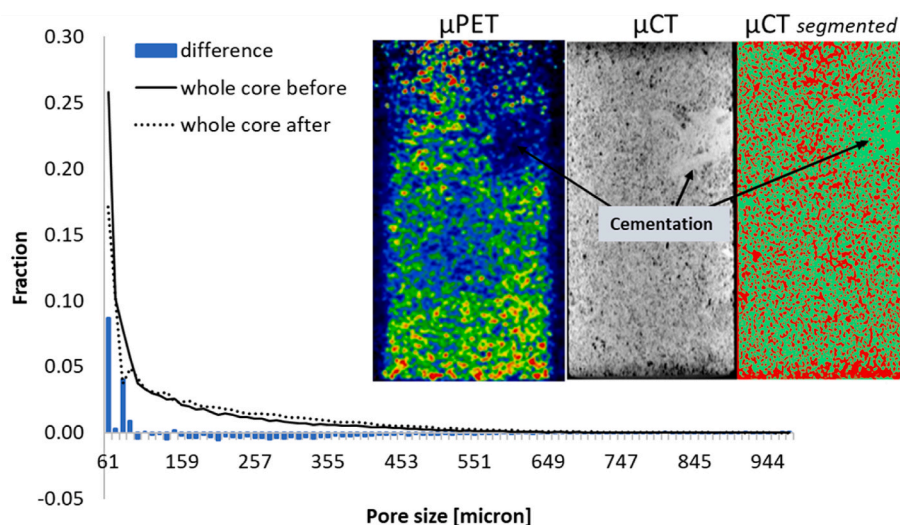 μPET
μCT
μCT segmented
0.30
0.25
0.20
0.15
0.10
0.05
0.00
-0.05
Fraction
difference
whole core before
whole core after
Cementation
61 159 257 355 453 551 649 747 845 944
Pore size [micron]